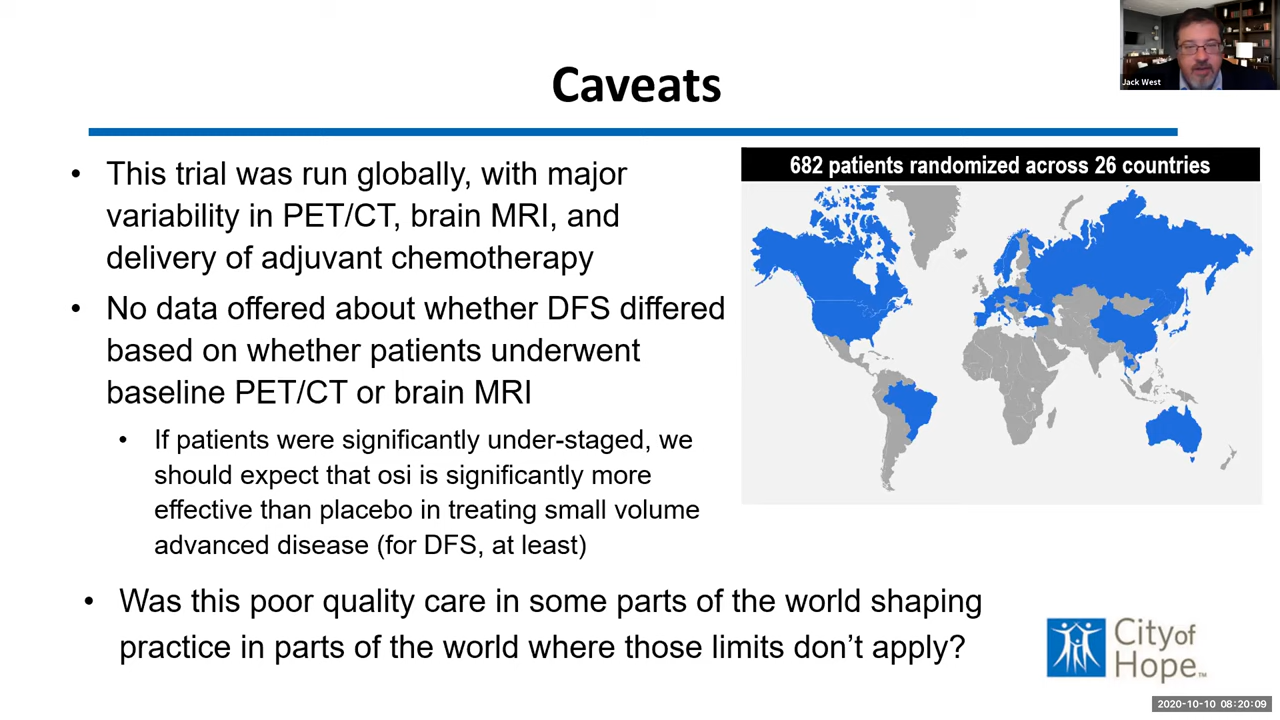 Caveats
Jack West
• This trial was run globally, with major
variability in PET/CT, brain MRI, and
delivery of adjuvant chemotherapy
• No data offered about whether DFS differed
based on whether patients underwent
baseline PET/CT or brain MRI
• If patients were significantly under-staged, we
should expect that osi is significantly more
effective than placebo in treating small volume
advanced disease (for DFS, at least)
682 patients randomized across 26 countries
• Was this poor quality care in some parts of the world shaping
practice in parts of the world where those limits don’t apply?
City of
Hope™
2020-10-10 08:20:09